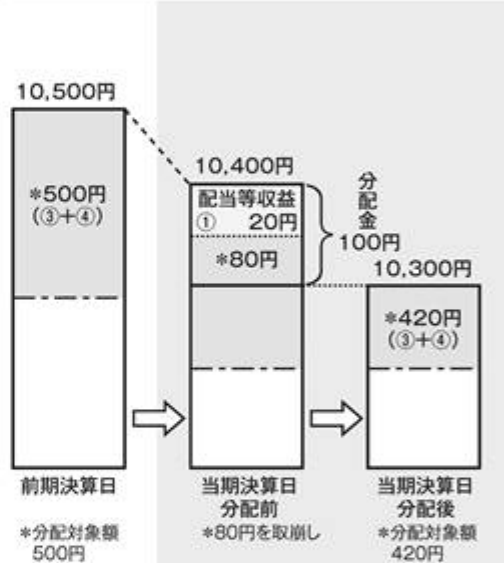 10,500円
*500円
(③+④)
前期決算日
*分配対象額
500円
10,400円
配当等収益
① 20円
*80円
分配金
100円
当期決算日
分配前
*80円を取崩し
10,300円
*420円
(③+④)
当期決算日
分配後
*分配対象額
420円